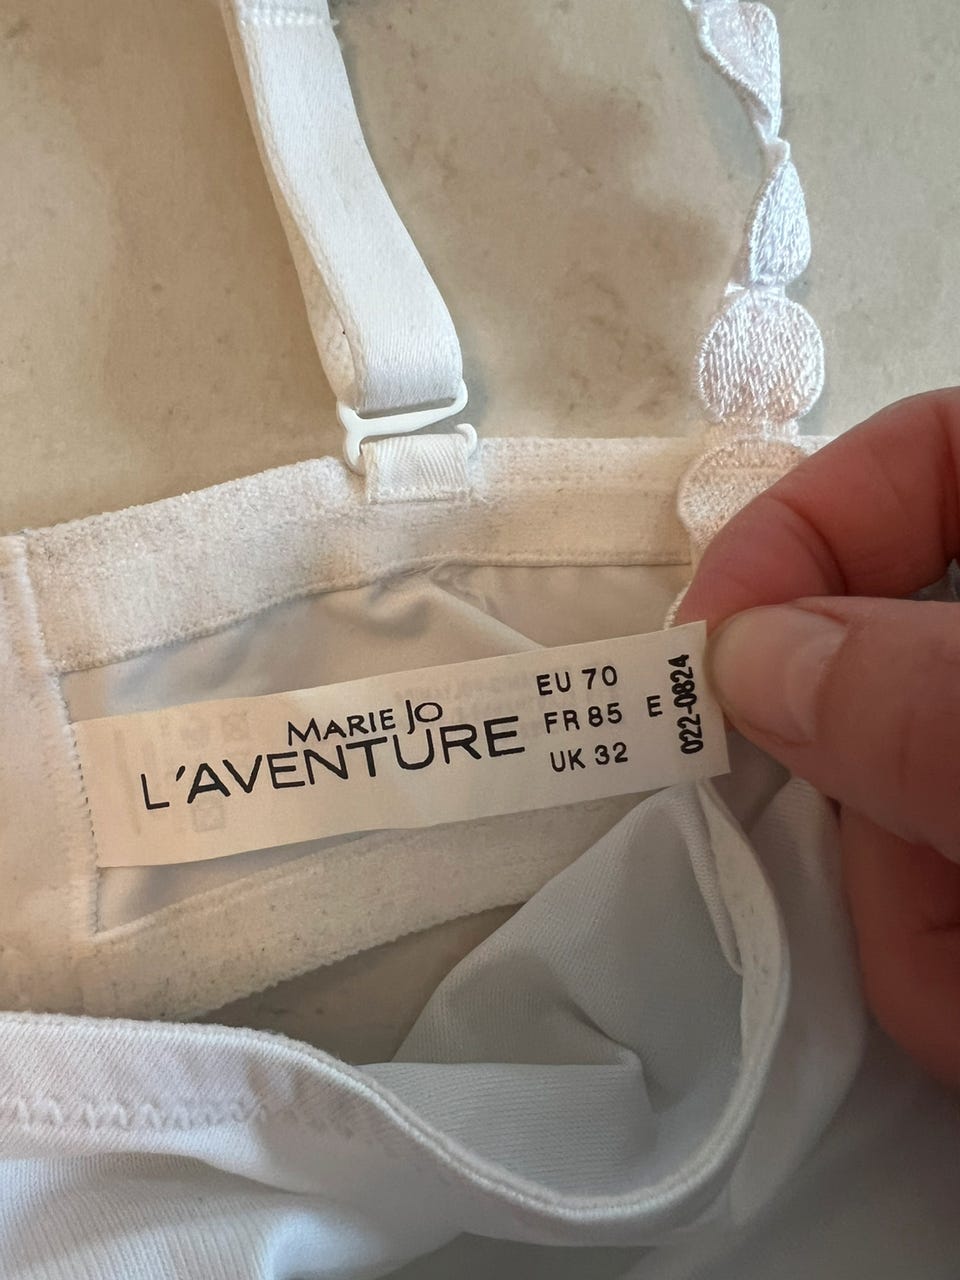 MARIE JO
L'AVENTURE
EU 70
FR 85
UK 32
E
022-0824